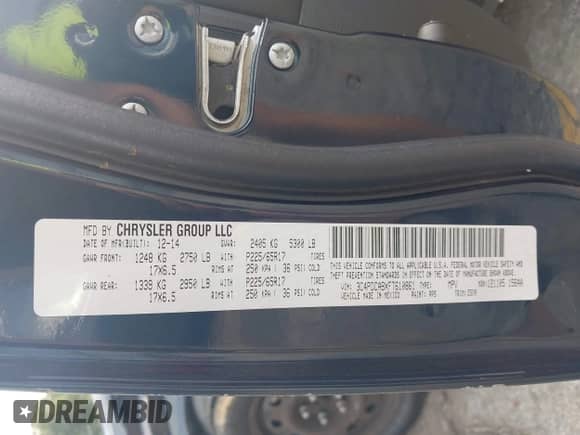 MFD BY CHRYSLER GROUP LLC
DATE OF MFR(BUILT): 12-14 GVWR: 2405 KG 5300 LB
GAWR FRONT: 1248 KG 2750 LB P225/65R17 TIRES
17X6.5 RIMS AT 250 KPA / 36 PSI/ COLD
GAWR REAR: 1339 KG 2950 LB P225/65R17 TIRES
17X6.5 RIMS AT 250 KPA / 36 PSI/ COLD
THIS VEHICLE CONFORMS TO ALL APPLICABLE U.S.A. FEDERAL MOTOR VEHICLE SAFETY AND
THEFT PREVENTION STANDARDS IN EFFECT ON THE DATE OF MANUFACTURE SHOWN ABOVE
VIN: TYPE: MPV
VEHICLE MADE IN MEXICO PAINT: TRIM:
DREAMBID